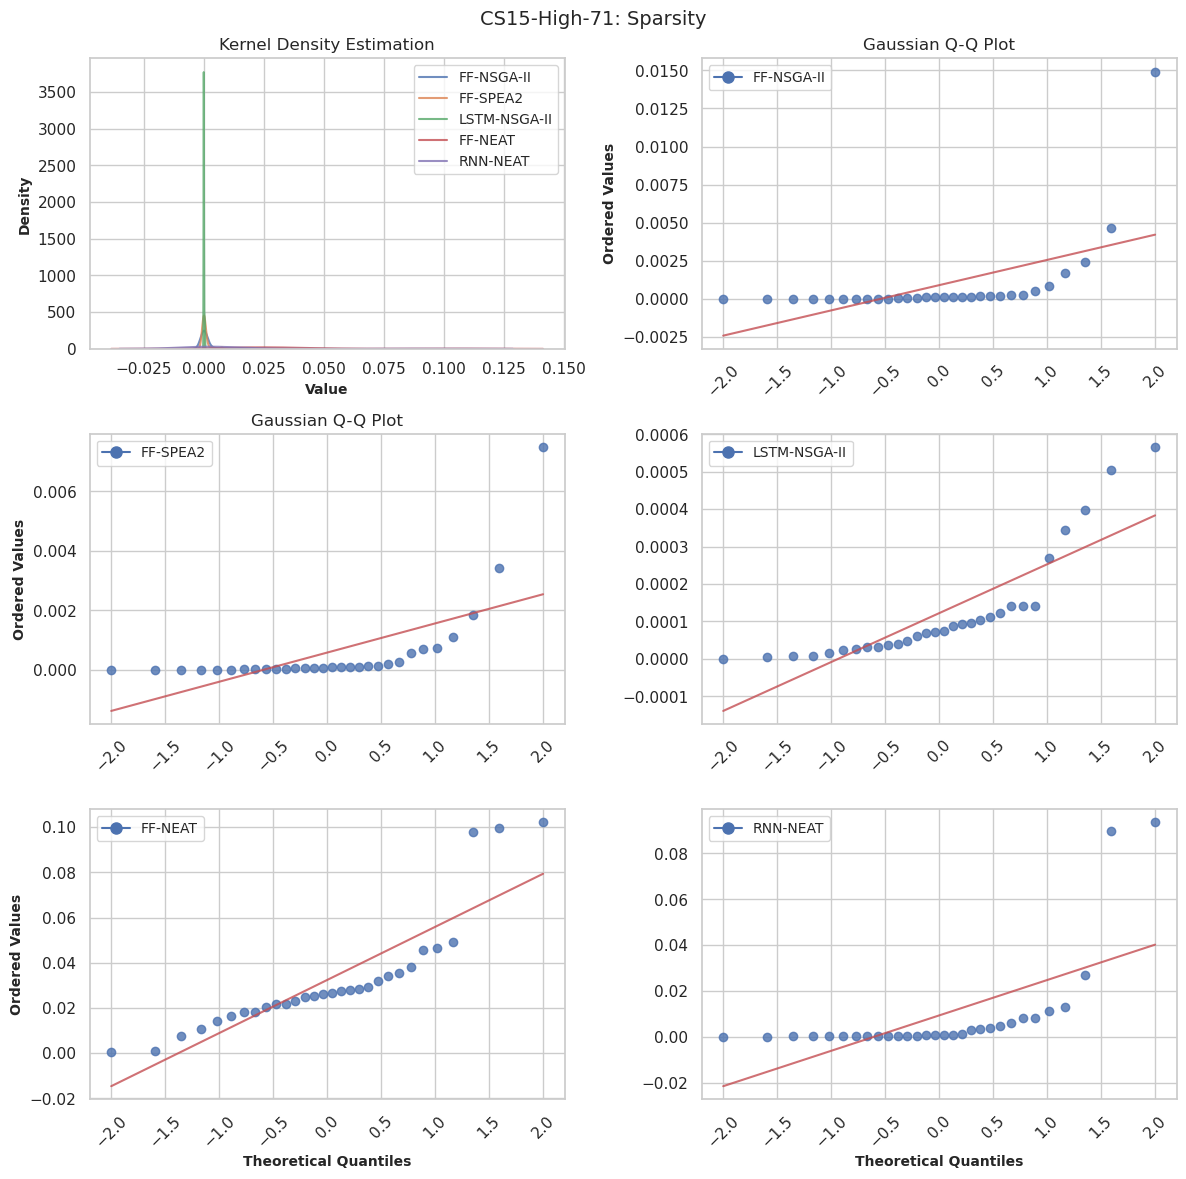 CS15-High-71: Sparsity
Kernel Density Estimation
3500
3000
2500
2000
1500
1000
500
0
Density
−0.025 0.000 0.025 0.050 0.075 0.100 0.125 0.150
Value
FF-NSGA-II
FF-SPEA2
LSTM-NSGA-II
FF-NEAT
RNN-NEAT
Gaussian Q-Q Plot
FF-NSGA-II
0.0150
0.0125
0.0100
0.0075
0.0050
0.0025
0.0000
−0.0025
Ordered Values
−2.0 −1.5 −1.0 −0.5 0.0 0.5 1.0 1.5 2.0
Gaussian Q-Q Plot
FF-SPEA2
0.006
0.004
0.002
0.000
Ordered Values
−2.0 −1.5 −1.0 −0.5 0.0 0.5 1.0 1.5 2.0
LSTM-NSGA-II
0.0006
0.0005
0.0004
0.0003
0.0002
0.0001
0.0000
−0.0001
−2.0 −1.5 −1.0 −0.5 0.0 0.5 1.0 1.5 2.0
FF-NEAT
0.10
0.08
0.06
0.04
0.02
0.00
−0.02
Ordered Values
−2.0 −1.5 −1.0 −0.5 0.0 0.5 1.0 1.5 2.0
Theoretical Quantiles
RNN-NEAT
0.08
0.06
0.04
0.02
0.00
−0.02
−2.0 −1.5 −1.0 −0.5 0.0 0.5 1.0 1.5 2.0
Theoretical Quantiles